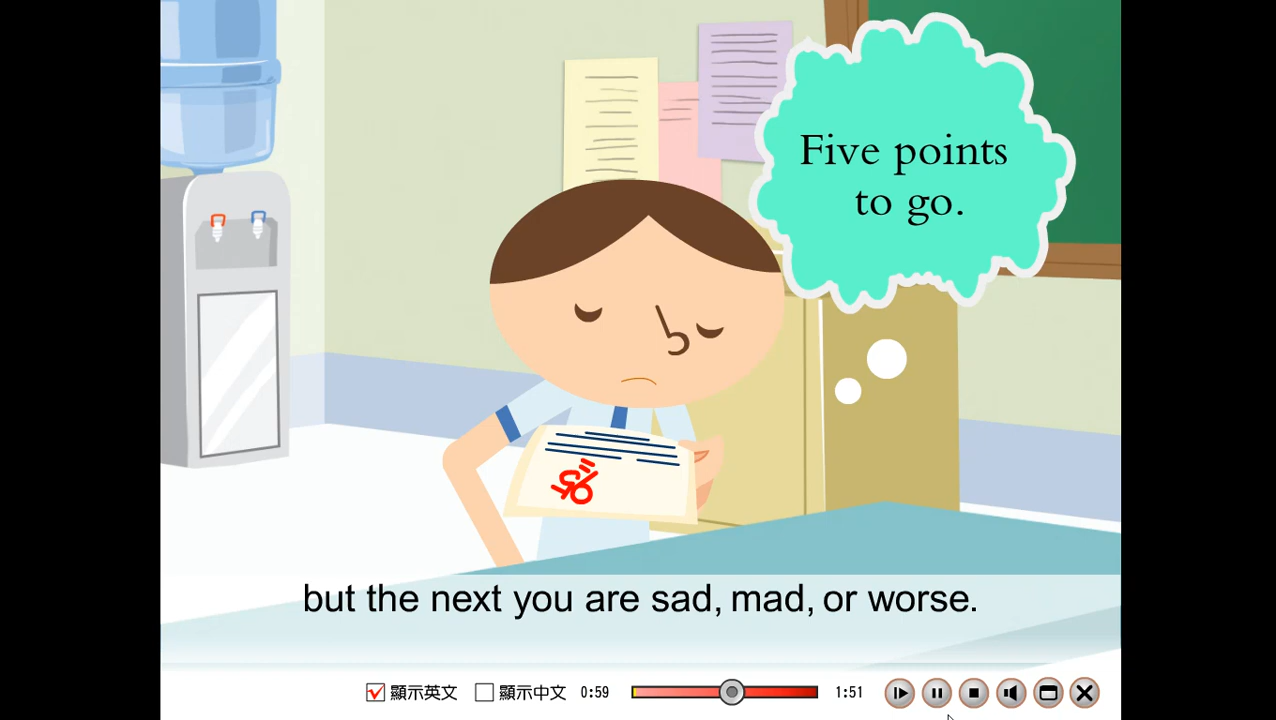 Five points
to go.
but the next you are sad, mad, or worse.
顯示英文 顯示中文 0:59 1:51